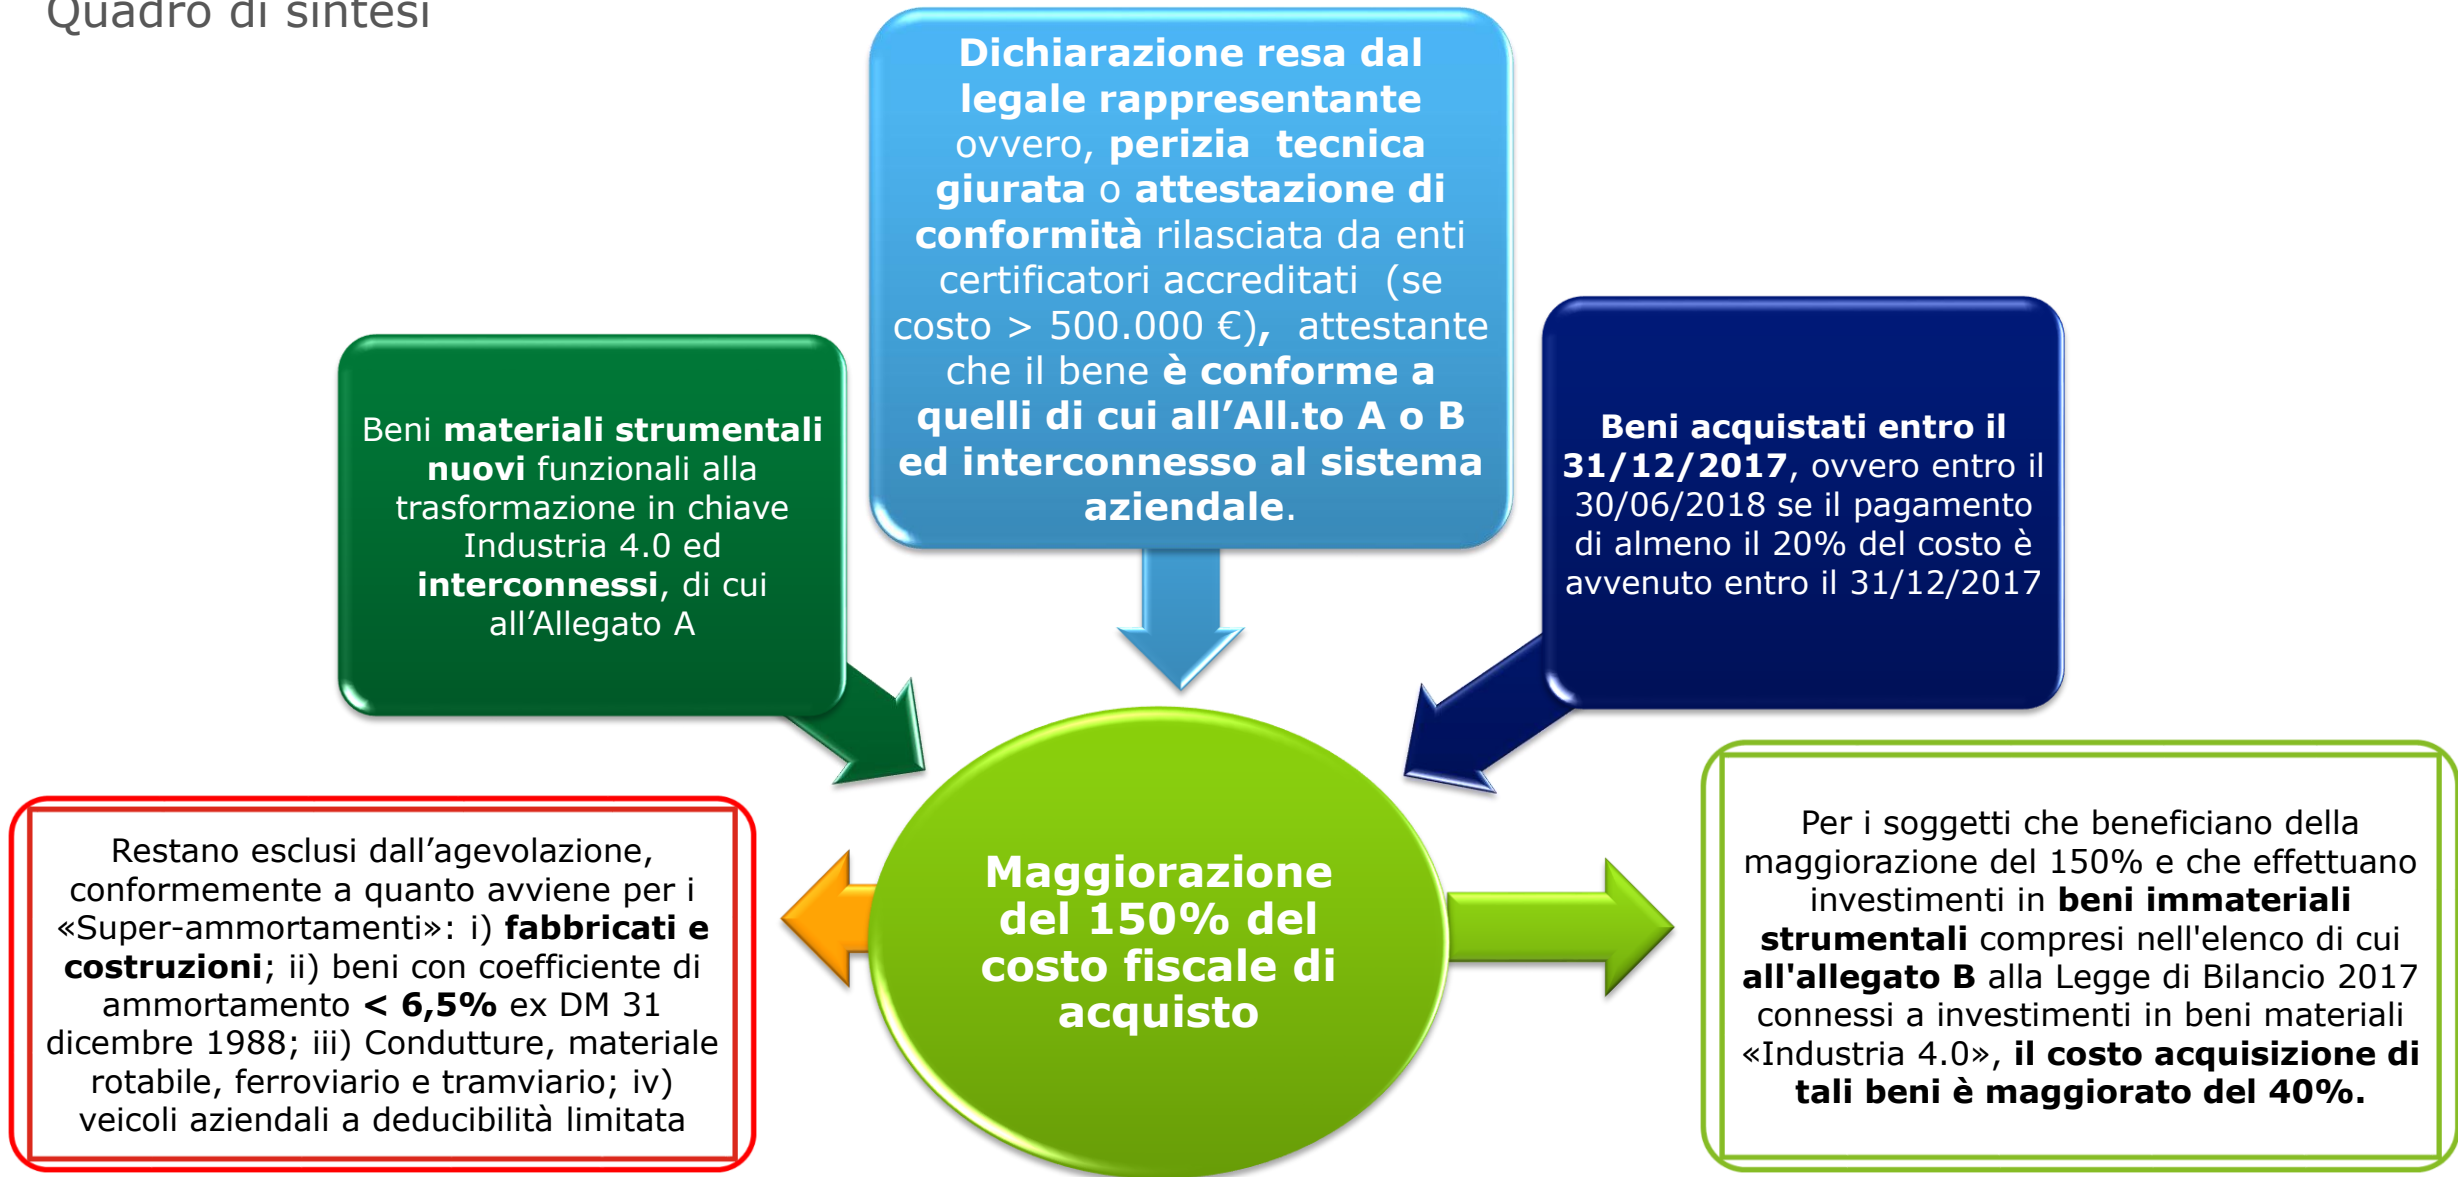 Quadro di sintesi
Dichiarazione resa dal
legale rappresentante
ovvero, perizia  tecnica
giurata o attestazione di
conformità rilasciata da enti
certificatori accreditati  (se
costo > 500.000 €),  attestante
che il bene è conforme a
quelli di cui all’All.to A o B
ed interconnesso al sistema
aziendale.
Beni materiali strumentali
nuovi funzionali alla
trasformazione in chiave
Industria 4.0 ed
interconnessi, di cui
all’Allegato A
Beni acquistati entro il
31/12/2017, ovvero entro il
30/06/2018 se il pagamento
di almeno il 20% del costo è
avvenuto entro il 31/12/2017
Restano esclusi dall’agevolazione,
conformemente a quanto avviene per i
«Super-ammortamenti»: i) fabbricati e
costruzioni; ii) beni con coefficiente di
ammortamento < 6,5% ex DM 31
dicembre 1988; iii) Condutture, materiale
rotabile, ferroviario e tramviario; iv)
veicoli aziendali a deducibilità limitata
Maggiorazione
del 150% del
costo fiscale di
acquisto
Per i soggetti che beneficiano della
maggiorazione del 150% e che effettuano
investimenti in beni immateriali
strumentali compresi nell'elenco di cui
all'allegato B alla Legge di Bilancio 2017
connessi a investimenti in beni materiali
«Industria 4.0», il costo acquisizione di
tali beni è maggiorato del 40%.